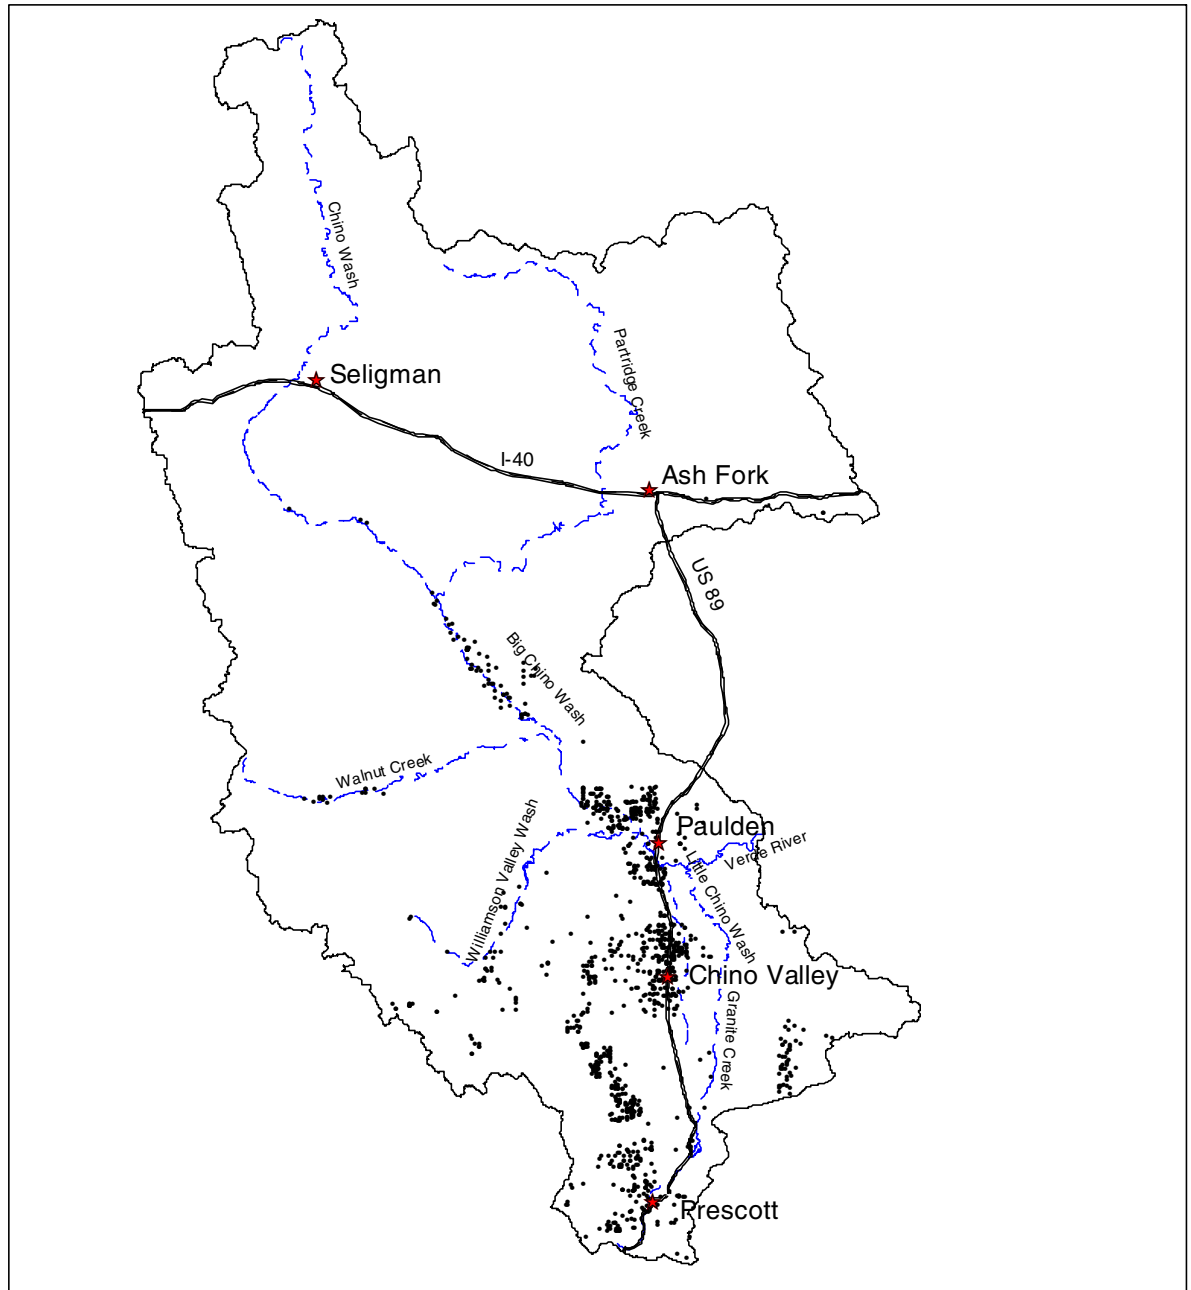 Chino Wash
Partridge Creek
Seligman
I-40
Ash Fork
US 89
Big Chino Wash
Walnut Creek
Williamson Valley Wash
Paulden
Verde River
Little Chino Wash
Chino Valley
Granite Creek
Prescott